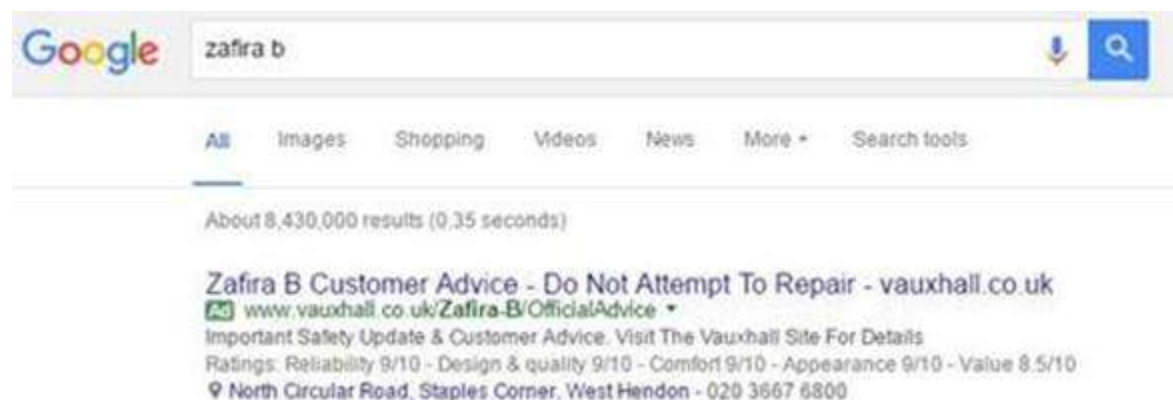 Google zafira b
All Images Shopping Videos News More Search tools
About 8,430,000 results (0.35 seconds)
Zafira B Customer Advice - Do Not Attempt To Repair - vauxhall.co.uk
Ad www.vauxhall.co.uk/Zafira-B/OfficialAdvice
Important Safety Update & Customer Advice. Visit The Vauxhall Site For Details
Ratings: Reliability 9/10 - Design & quality 9/10 - Comfort 9/10 - Appearance 9/10 - Value 8.5/10
North Circular Road, Staples Corner, West Hendon - 020 3667 6800